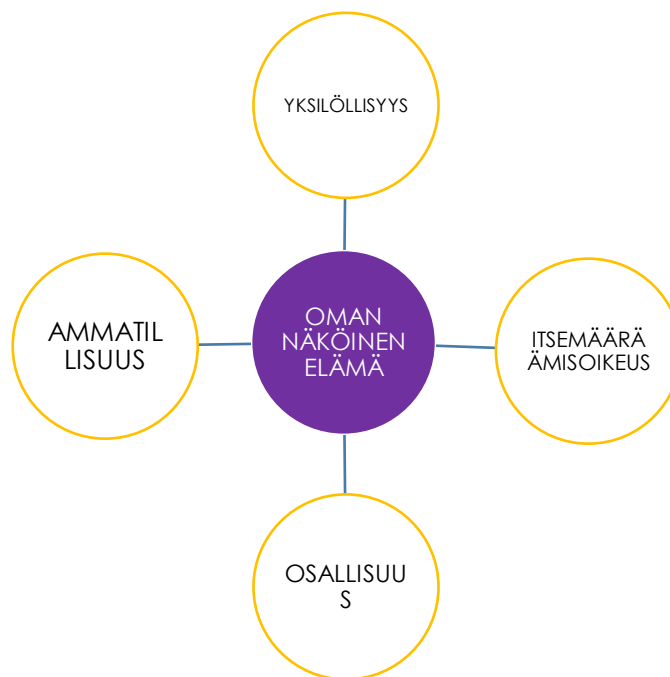 YKSILÖLLISYYS
AMMATIL
LISUUS
OMAN
NÄKÖINEN
ELÄMÄ
ITSEMÄÄRÄ
ÄMISOIKEUS
OSALLISUU
S